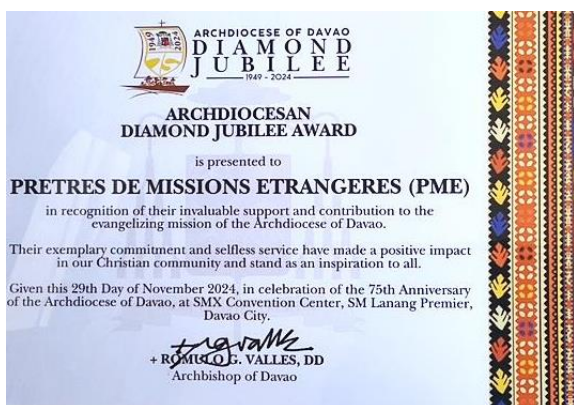 1949 2024
ARCHDIOCESE OF DAVAO
DIAMOND
JUBILEE
1949 - 2024
ARCHDIOCESAN
DIAMOND JUBILEE AWARD
is presented to
PRETRES DE MISSIONS ETRANGERES (PME)
in recognition of their invaluable support and contribution to the
evangelizing mission of the Archdiocese of Davao.
Their exemplary commitment and selfless service have made a positive impact
in our Christian community and stand as an inspiration to all.
Given this 29th Day of November 2024, in celebration of the 75th Anniversary
of the Archdiocese of Davao, at SMX Convention Center, SM Lanang Premier,
Davao City.
+ ROMULO G. VALLES, DD
Archbishop of Davao